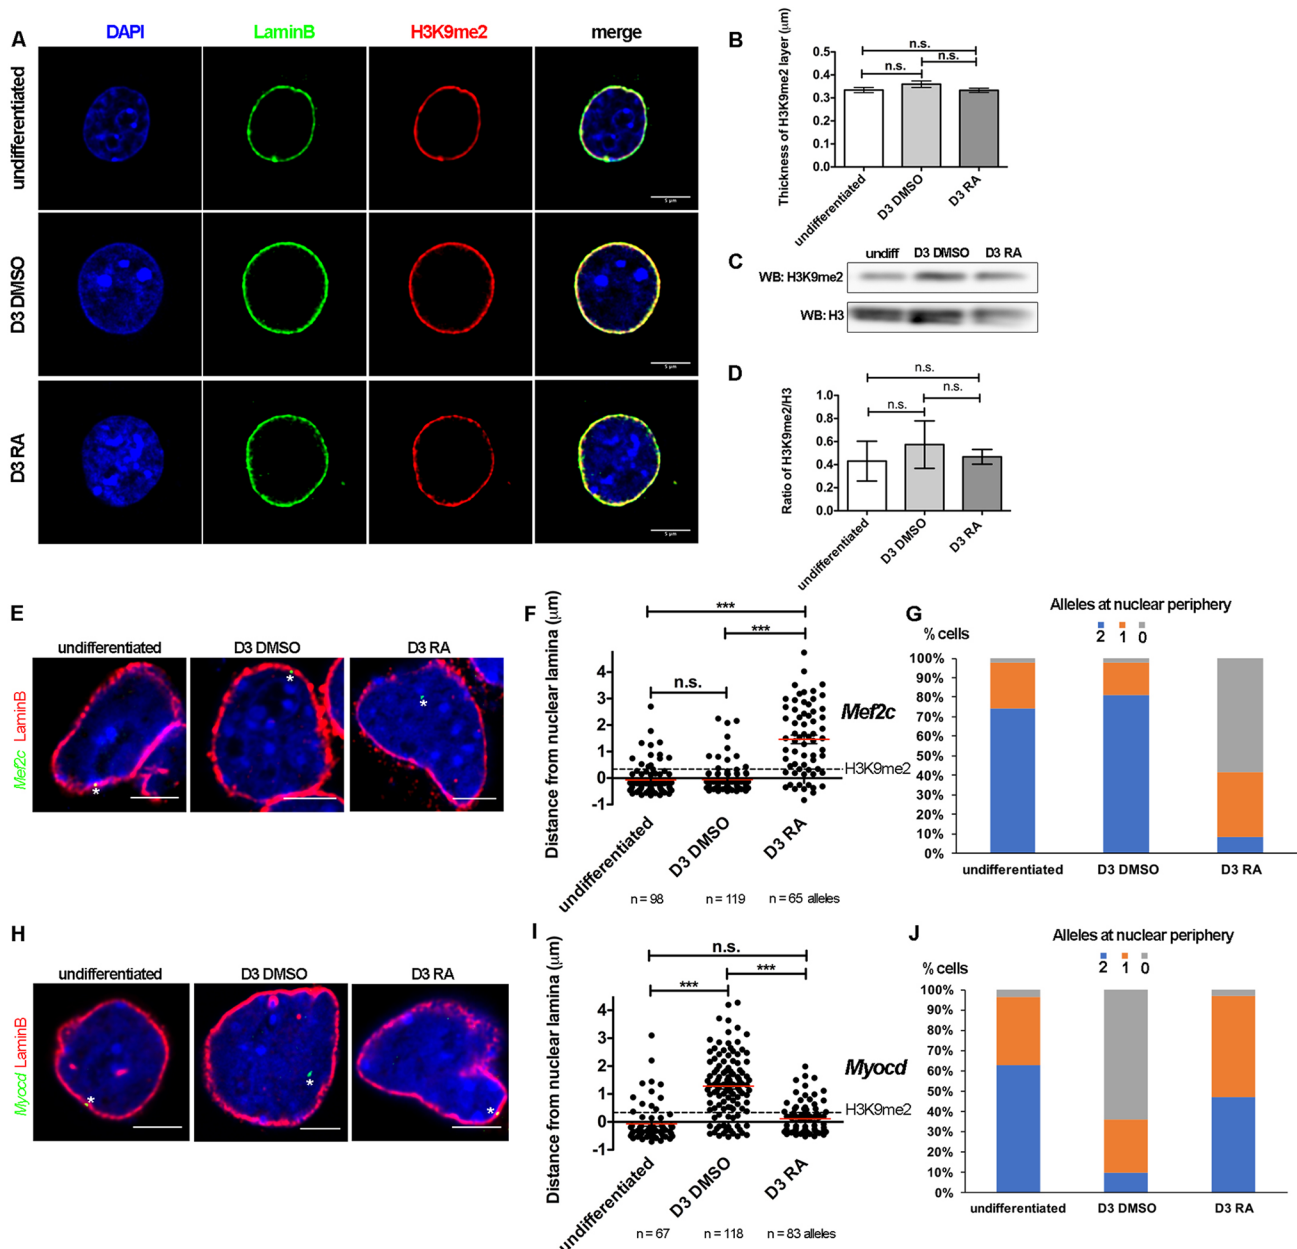 A
DAPI
LaminB
H3K9me2
merge
undifferentiated
D3 DMSO
D3 RA
5 µm
5 µm
5 µm
B
Thickness of H3K9me2 layer (µm)
n.s.
n.s.
n.s.
0.5
0.4
0.3
0.2
0.1
0.0
undifferentiated
D3 DMSO
D3 RA
C
undiff D3 DMSO D3 RA
WB: H3K9me2
WB: H3
D
Ratio of H3K9me2/H3
n.s.
n.s.
n.s.
1.0
0.8
0.6
0.4
0.2
0.0
undifferentiated
D3 DMSO
D3 RA
E
undifferentiated
D3 DMSO
D3 RA
Mef2c LaminB
*
*
*
F
Distance from nuclear lamina (µm)
***
***
n.s.
4
3
2
1
0
-1
Mef2c
H3K9me2
undifferentiated
D3 DMSO
D3 RA
n = 98
n = 119
n = 65 alleles
G
Alleles at nuclear periphery
% cells
2 1 0
100%
90%
80%
70%
60%
50%
40%
30%
20%
10%
0%
undifferentiated
D3 DMSO
D3 RA
H
undifferentiated
D3 DMSO
D3 RA
Myocd LaminB
*
*
*
I
Distance from nuclear lamina (µm)
n.s.
***
***
4
3
2
1
0
-1
Myocd
H3K9me2
undifferentiated
D3 DMSO
D3 RA
n = 67
n = 118
n = 83 alleles
J
Alleles at nuclear periphery
% cells
2 1 0
100%
90%
80%
70%
60%
50%
40%
30%
20%
10%
0%
undifferentiated
D3 DMSO
D3 RA